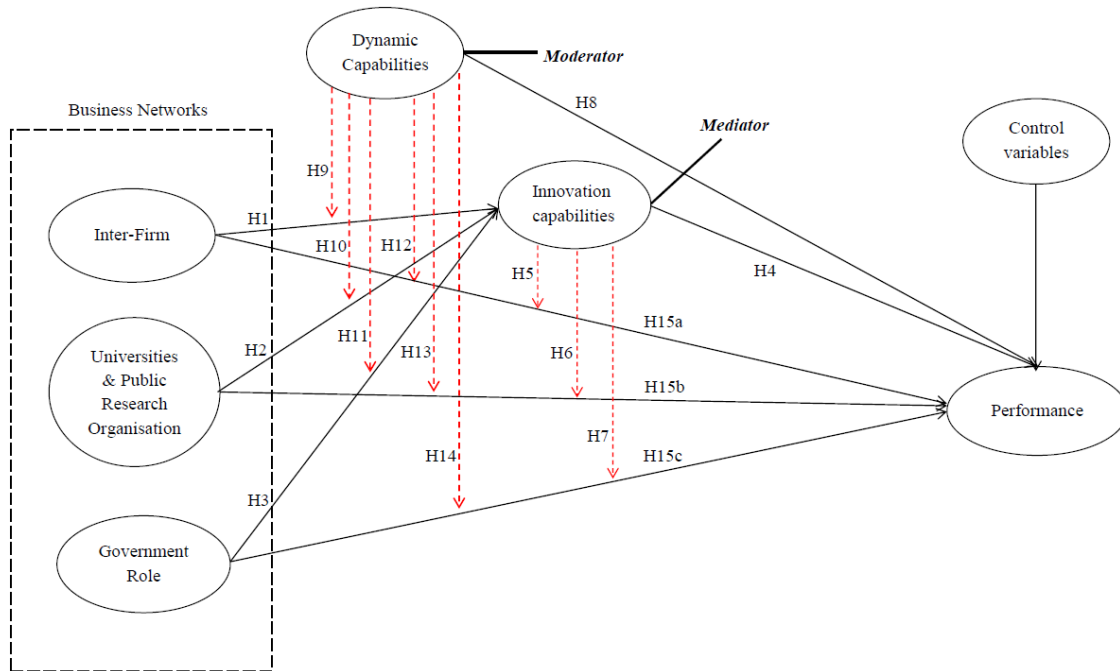 Dynamic
Capabilities
Moderator
Business Networks
H8
Mediator
Control
variables
H9
Innovation
capabilities
H1
Inter-Firm
H10
H12
H5
H4
H15a
Universities
& Public
Research
Organisation
H2
H11
H13
H6
H15b
Performance
H7
H14
H15c
H3
Government
Role